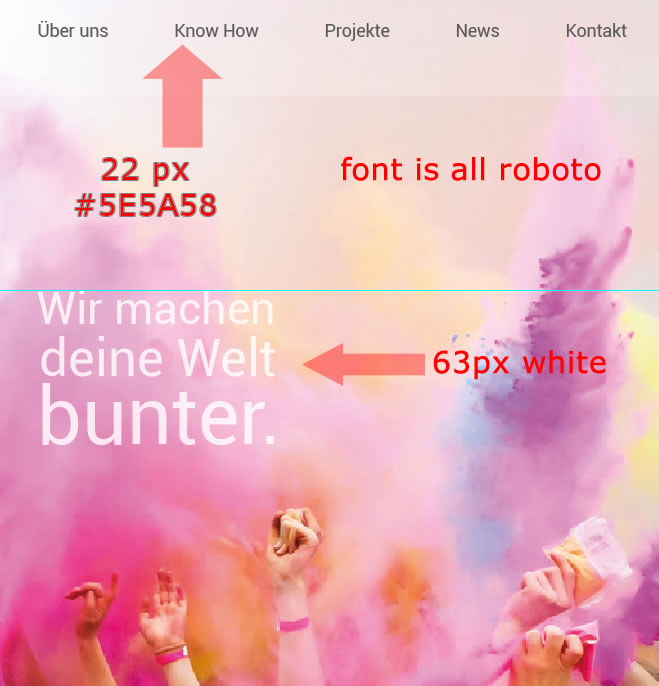 Über uns Know How Projekte News Kontakt
22 px
#5E5A58
font is all roboto
Wir machen
deine Welt
63px white
bunter.